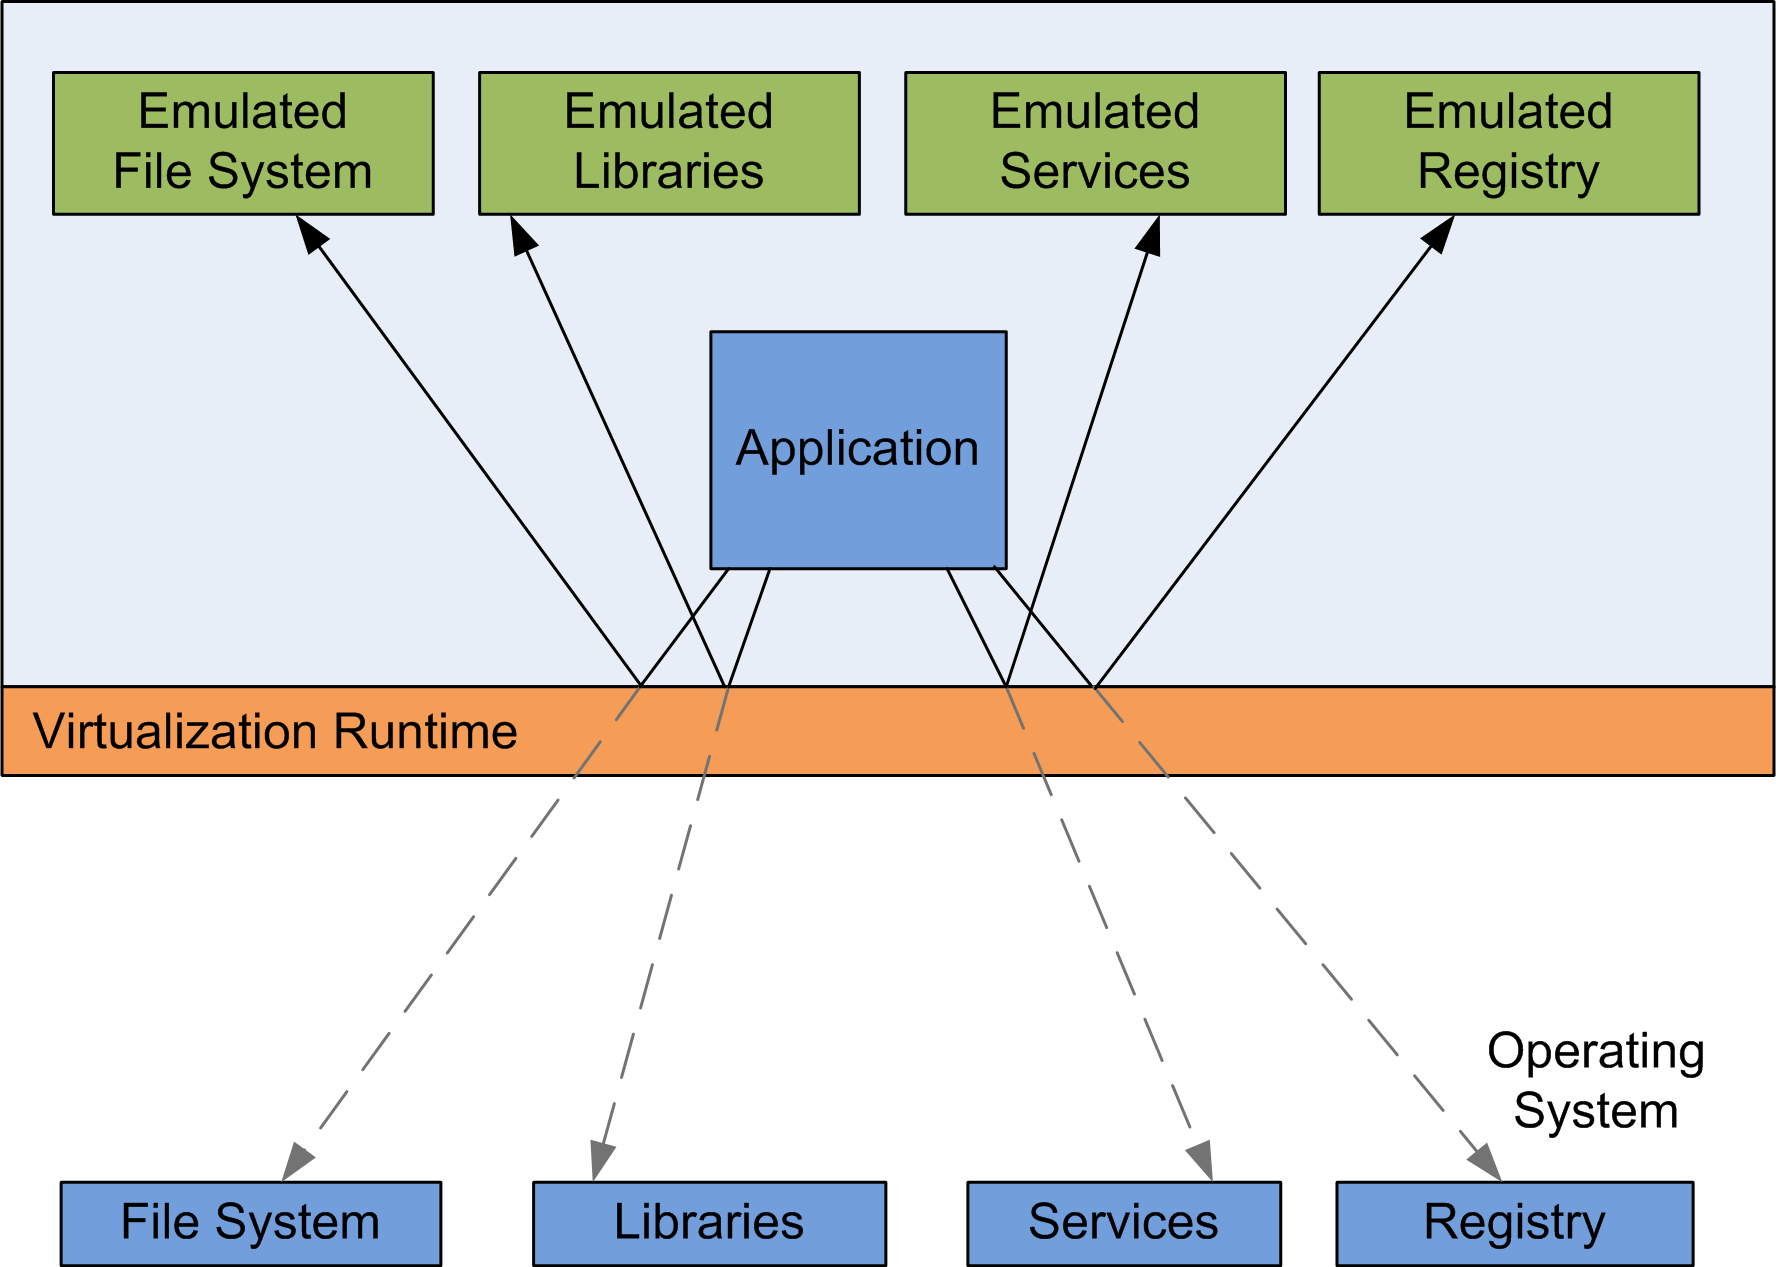 Emulated
File System
Emulated
Libraries
Emulated
Services
Emulated
Registry
Application
Virtualization Runtime
Operating
System
File System
Libraries
Services
Registry